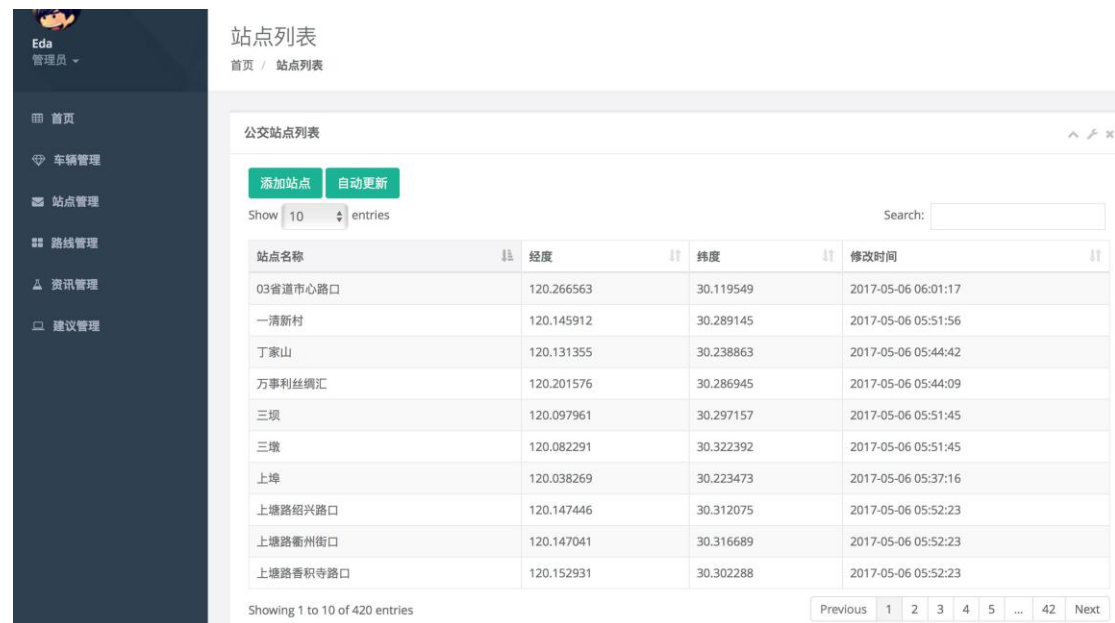 Eda
管理员
首页
车辆管理
站点管理
路线管理
资讯管理
建议管理
站点列表
首页 / 站点列表
公交站点列表
添加站点 自动更新
Show 10 entries Search:
站点名称 经度 纬度 修改时间
03省道市心路口 120.266563 30.119549 2017-05-06 06:01:17
一清新村 120.145912 30.289145 2017-05-06 05:51:56
丁家山 120.131355 30.238863 2017-05-06 05:44:42
万事利丝绸汇 120.201576 30.286945 2017-05-06 05:44:09
三坝 120.097961 30.297157 2017-05-06 05:51:45
三墩 120.082291 30.322392 2017-05-06 05:51:45
上埠 120.038269 30.223473 2017-05-06 05:37:16
上塘路绍兴路口 120.147446 30.312075 2017-05-06 05:52:23
上塘路衢州街口 120.147041 30.316689 2017-05-06 05:52:23
上塘路香积寺路口 120.152931 30.302288 2017-05-06 05:52:23
Showing 1 to 10 of 420 entries Previous 1 2 3 4 5 ... 42 Next